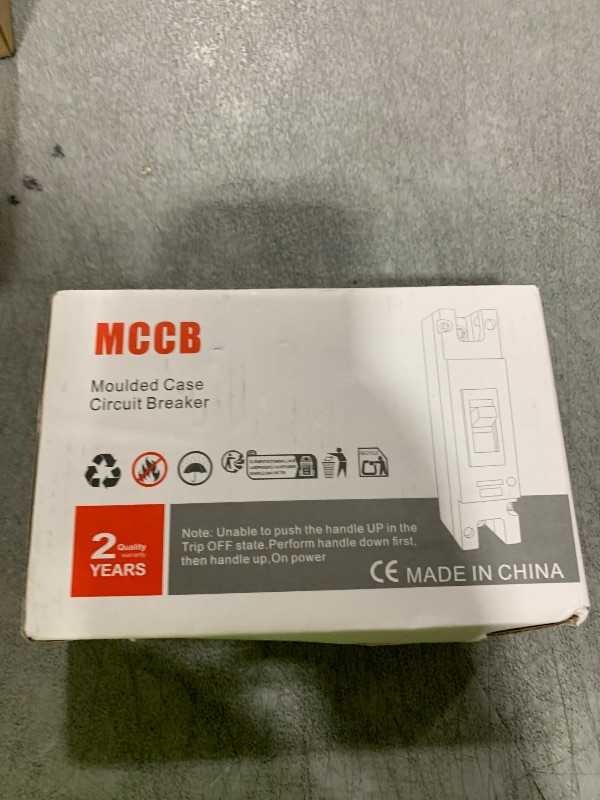 MCCB
Moulded Case
Circuit Breaker
RECYCLE
2 Quality
warranty
YEARS
Note: Unable to push the handle UP in the
Trip OFF state.Perform handle down first,
then handle up,On power
CE MADE IN CHINA